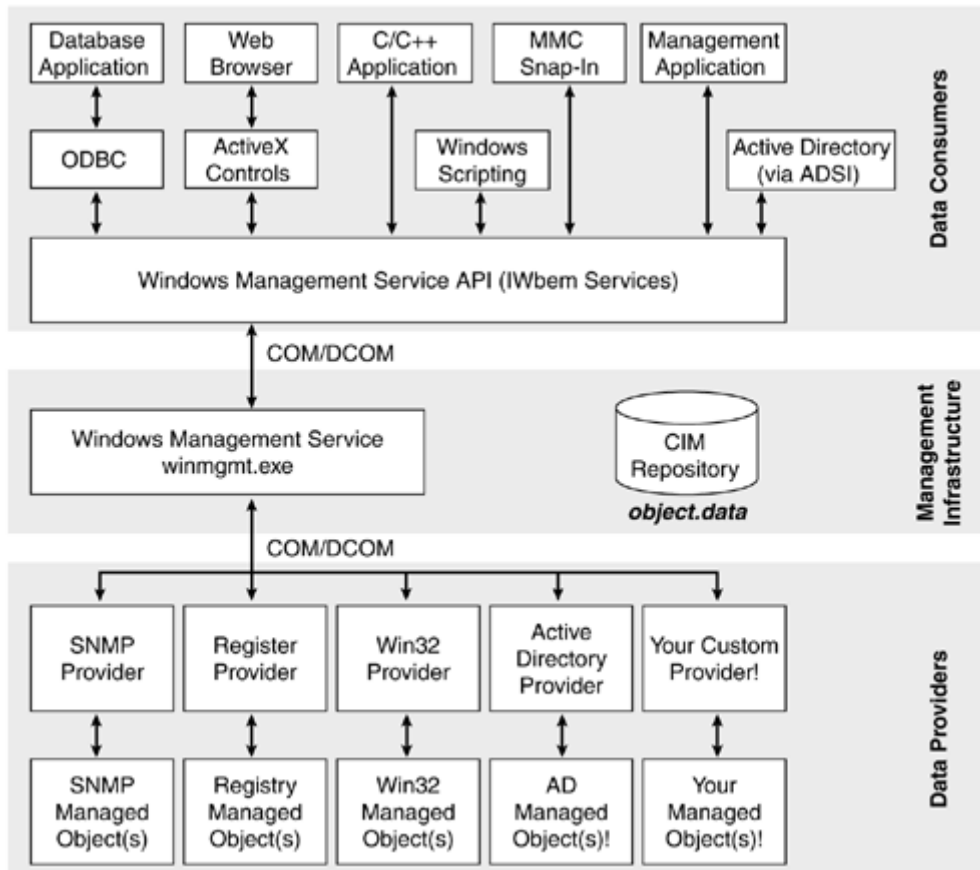 Database
Application
Web
Browser
C/C++
Application
MMC
Snap-In
Management
Application
ODBC
ActiveX
Controls
Windows
Scripting
Active Directory
(via ADSI)
Windows Management Service API (IWbem Services)
Data Consumers
COM/DCOM
Windows Management Service
winmgmt.exe
CIM
Repository
object.data
Management
Infrastructure
COM/DCOM
SNMP
Provider
Register
Provider
Win32
Provider
Active
Directory
Provider
Your Custom
Provider!
SNMP
Managed
Object(s)
Registry
Managed
Object(s)
Win32
Managed
Object(s)
AD
Managed
Object(s)!
Your
Managed
Object(s)!
Data Providers